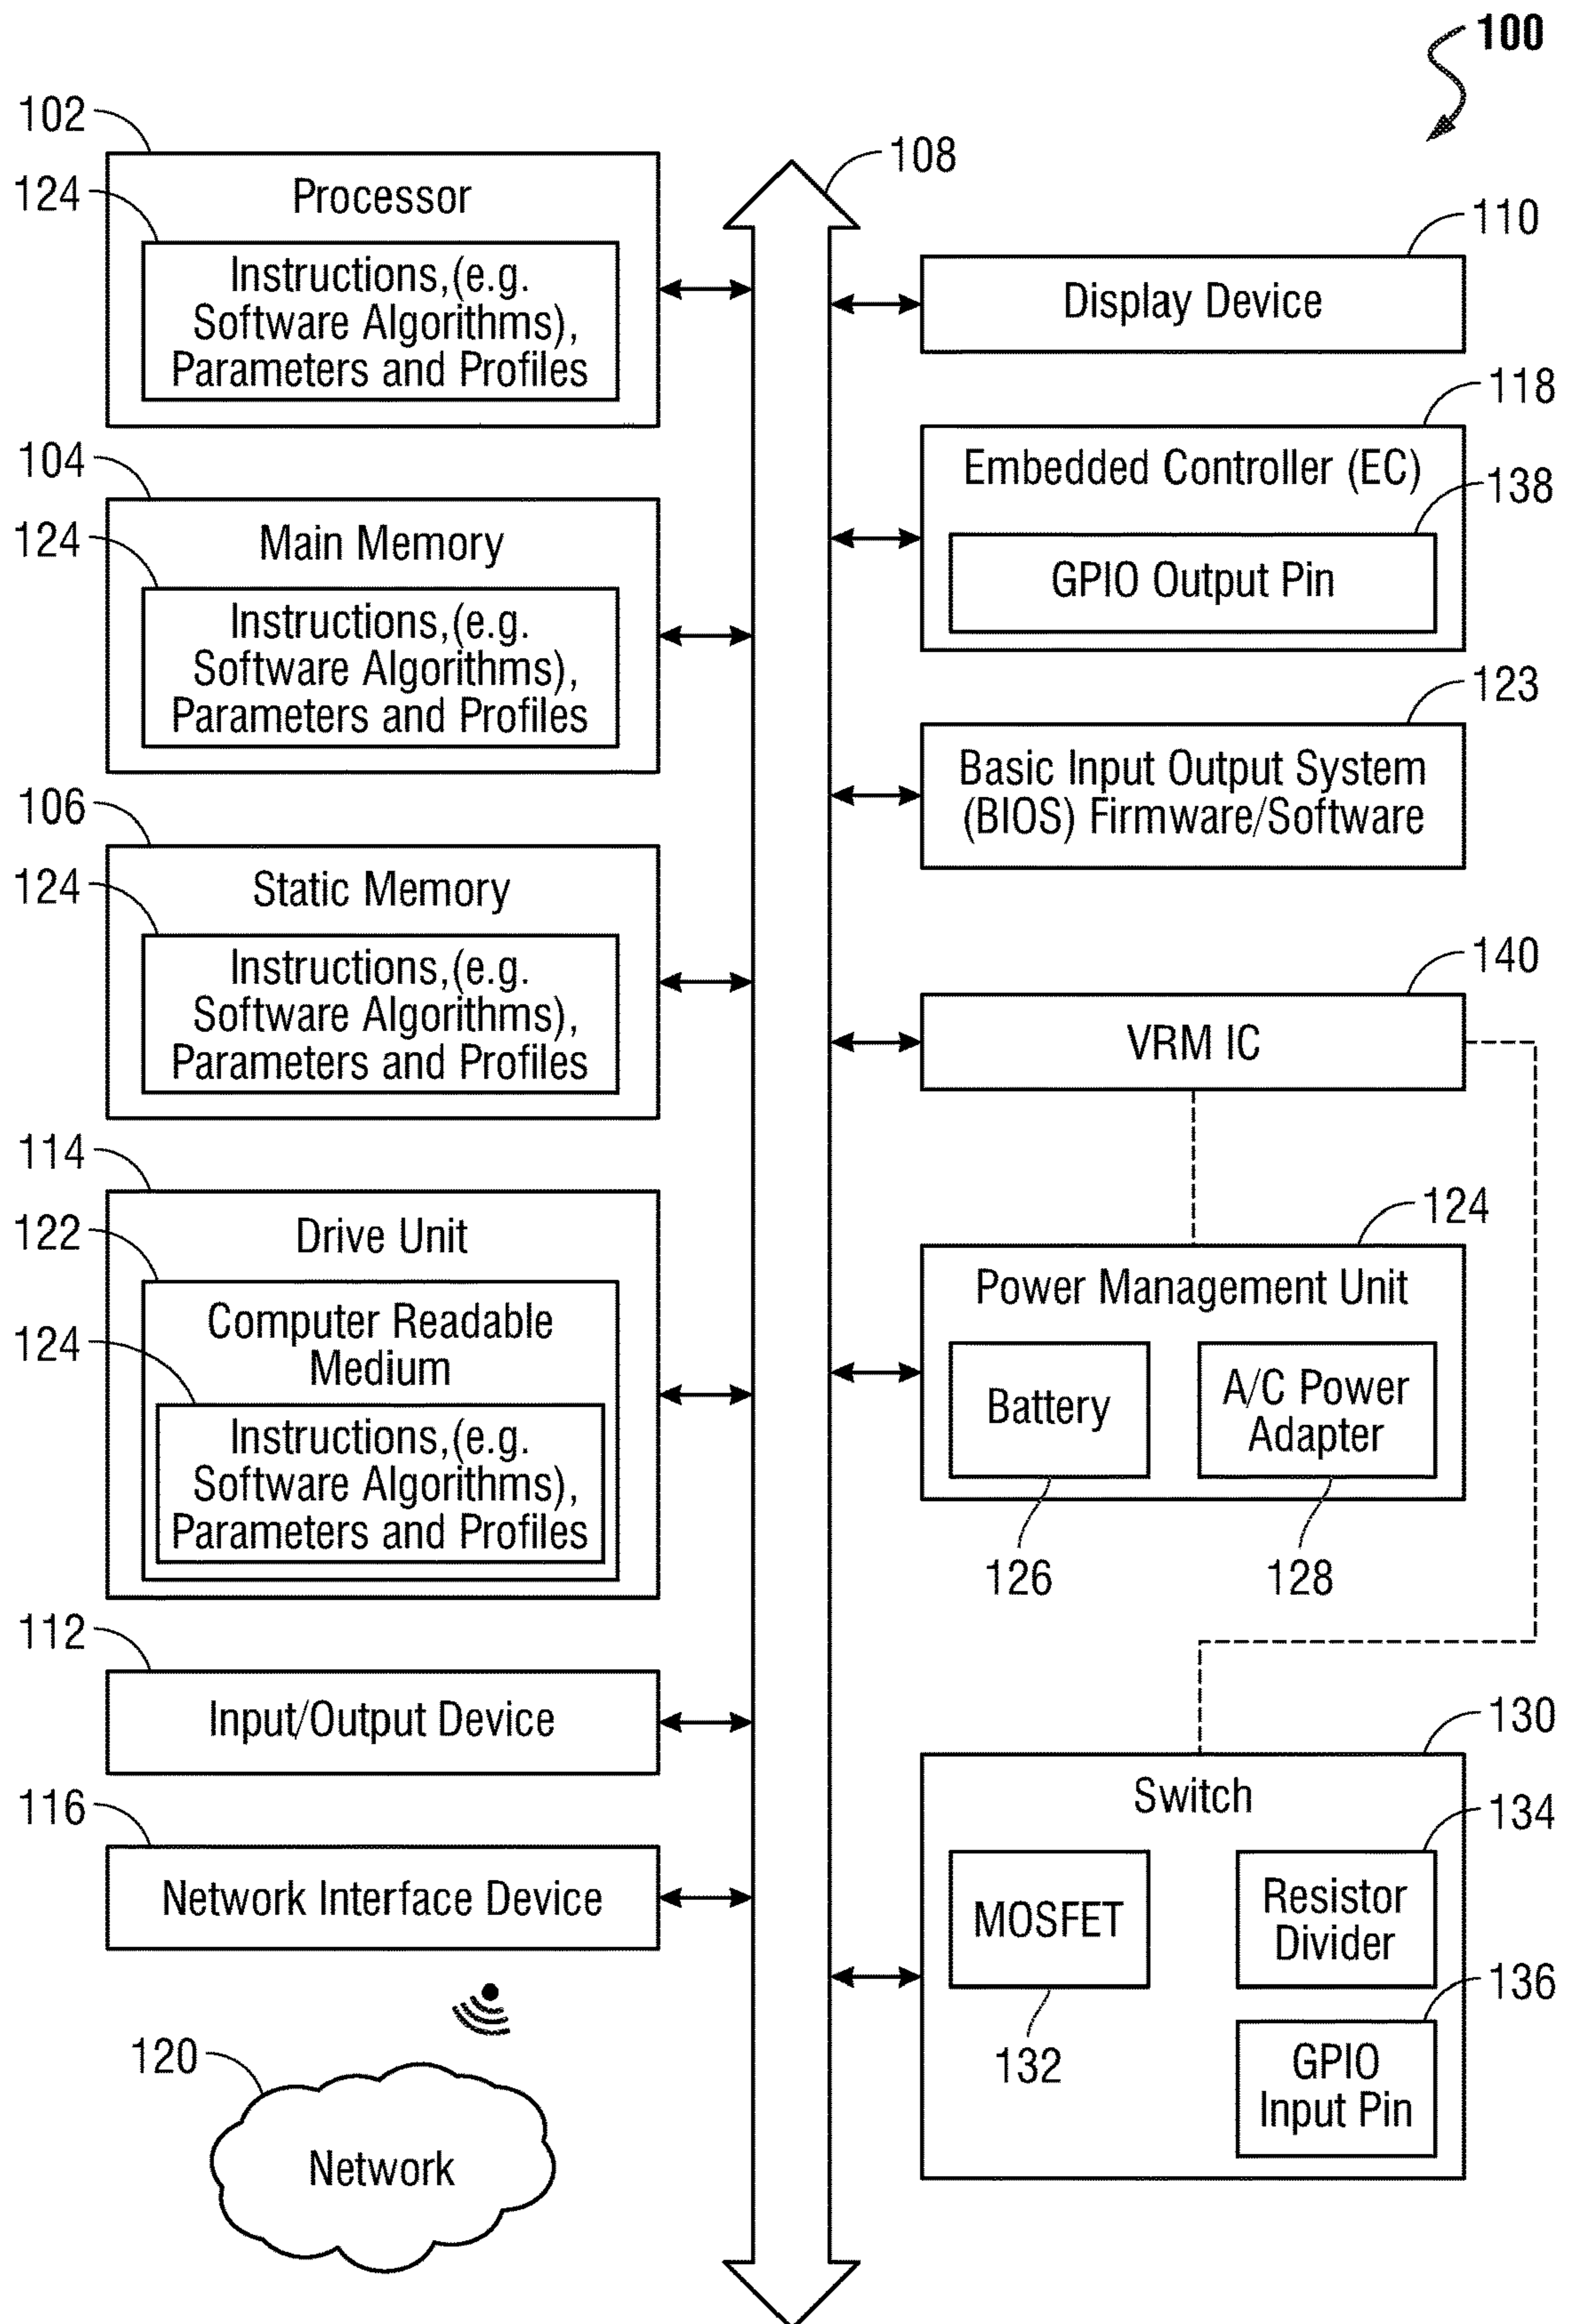 100
102
Processor
124
Instructions,(e.g.
Software Algorithms),
Parameters and Profiles
104
Main Memory
124
Instructions,(e.g.
Software Algorithms),
Parameters and Profiles
106
Static Memory
124
Instructions,(e.g.
Software Algorithms),
Parameters and Profiles
114
Drive Unit
122
Computer Readable
Medium
124
Instructions,(e.g.
Software Algorithms),
Parameters and Profiles
112
Input/Output Device
116
Network Interface Device
120
Network
108
110
Display Device
118
Embedded Controller (EC)
138
GPIO Output Pin
123
Basic Input Output System
(BIOS) Firmware/Software
140
VRM IC
124
Power Management Unit
Battery
A/C Power
Adapter
126
128
130
Switch
134
MOSFET
Resistor
Divider
132
136
GPIO
Input Pin